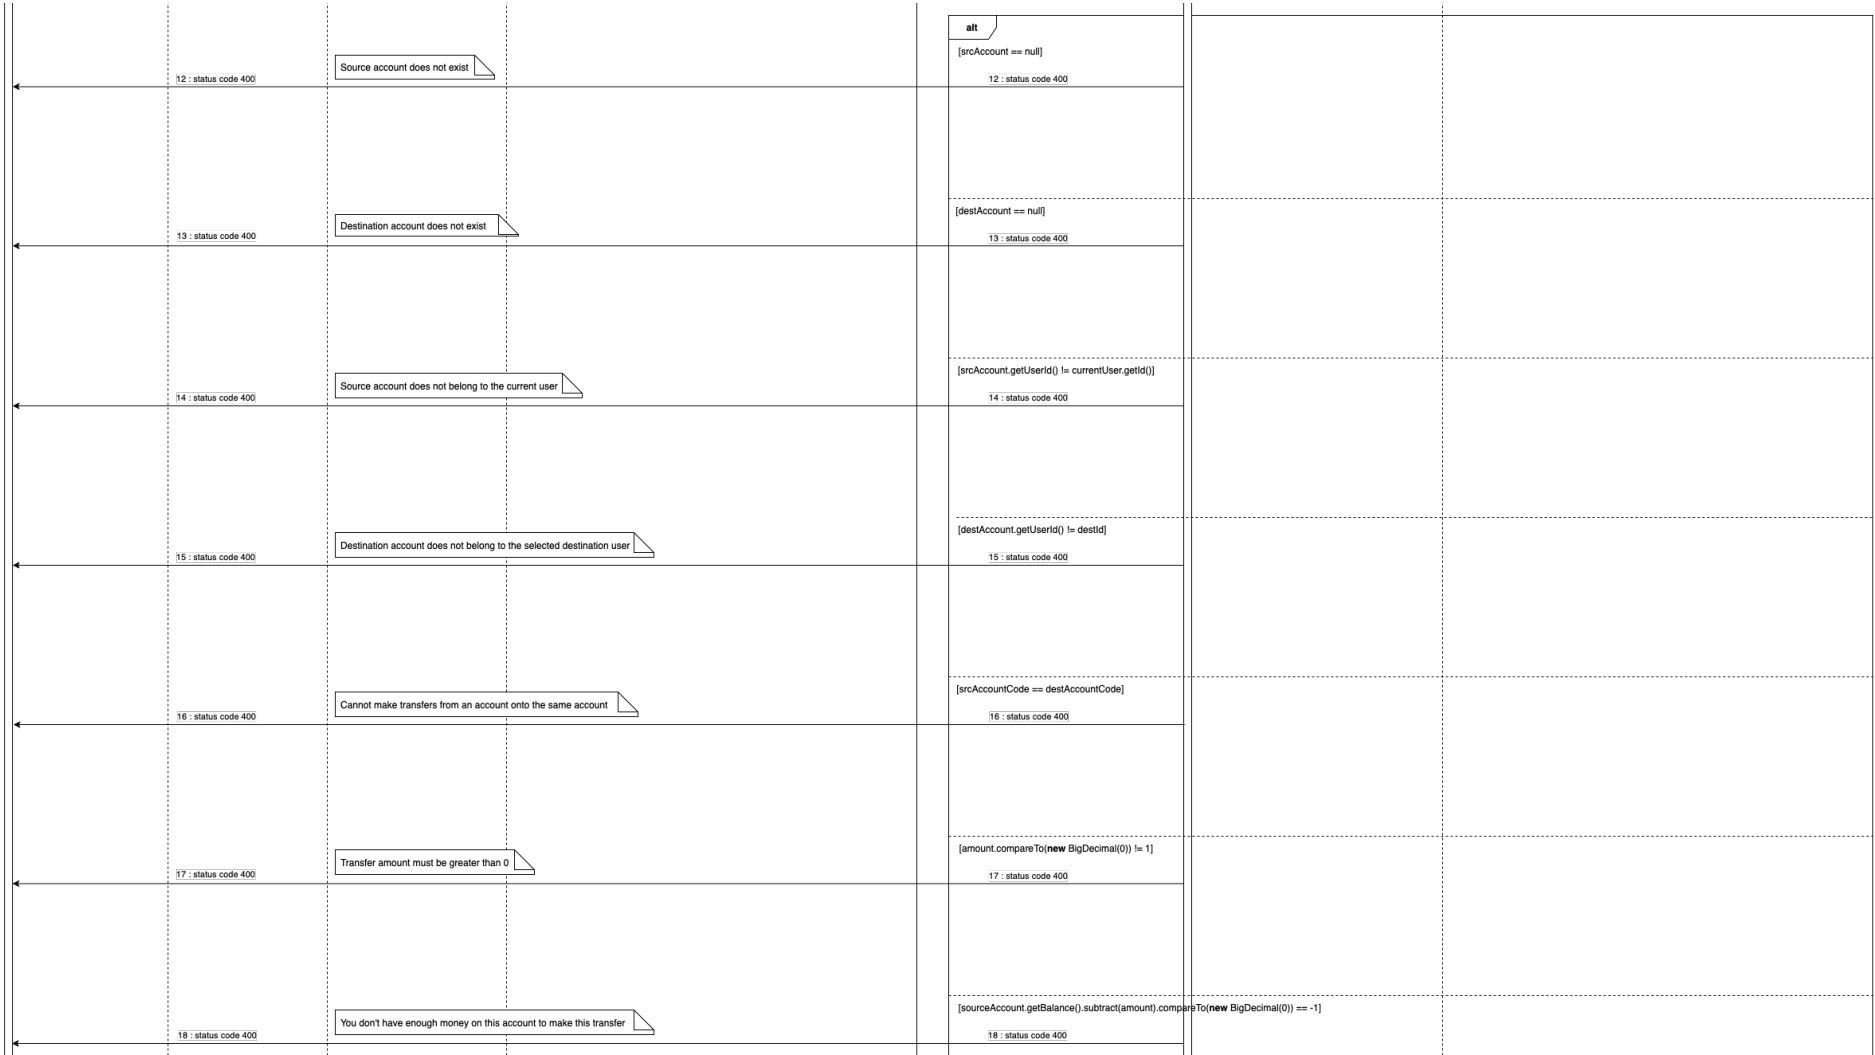 alt
[srcAccount == null]
Source account does not exist
12 : status code 400
12 : status code 400
[destAccount == null]
Destination account does not exist
13 : status code 400
13 : status code 400
[srcAccount.getUserId() != currentUser.getId()]
Source account does not belong to the current user
14 : status code 400
14 : status code 400
[destAccount.getUserId() != destId]
Destination account does not belong to the selected destination user
15 : status code 400
15 : status code 400
[srcAccountCode == destAccountCode]
Cannot make transfers from an account onto the same account
16 : status code 400
16 : status code 400
[amount.compareTo(new BigDecimal(0)) != 1]
Transfer amount must be greater than 0
17 : status code 400
17 : status code 400
[sourceAccount.getBalance().subtract(amount).compareTo(new BigDecimal(0)) == -1]
You don't have enough money on this account to make this transfer
18 : status code 400
18 : status code 400